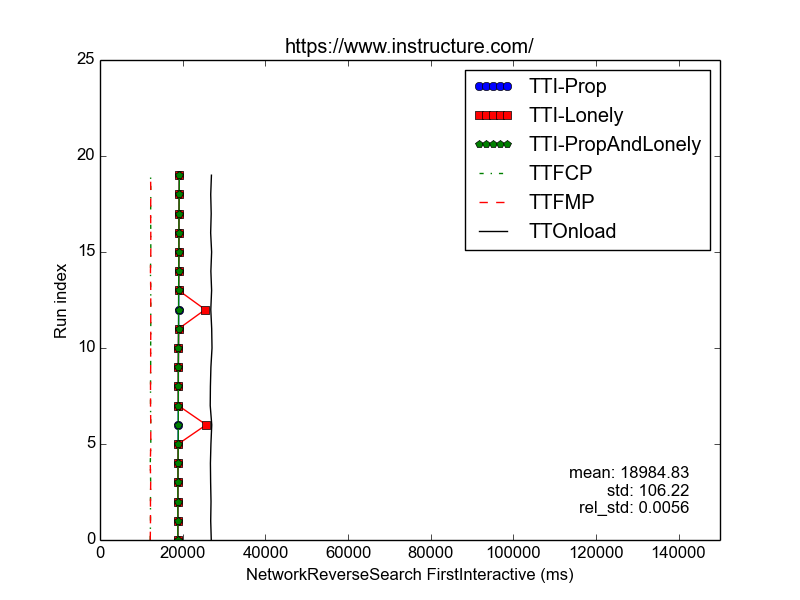 https://www.instructure.com/
25
20
15
10
5
0
Run index
TTI-Prop
TTI-Lonely
TTI-PropAndLonely
TTFCP
TTFMP
TTOnload
mean: 18984.83
std: 106.22
rel_std: 0.0056
0 20000 40000 60000 80000 100000 120000 140000
NetworkReverseSearch FirstInteractive (ms)